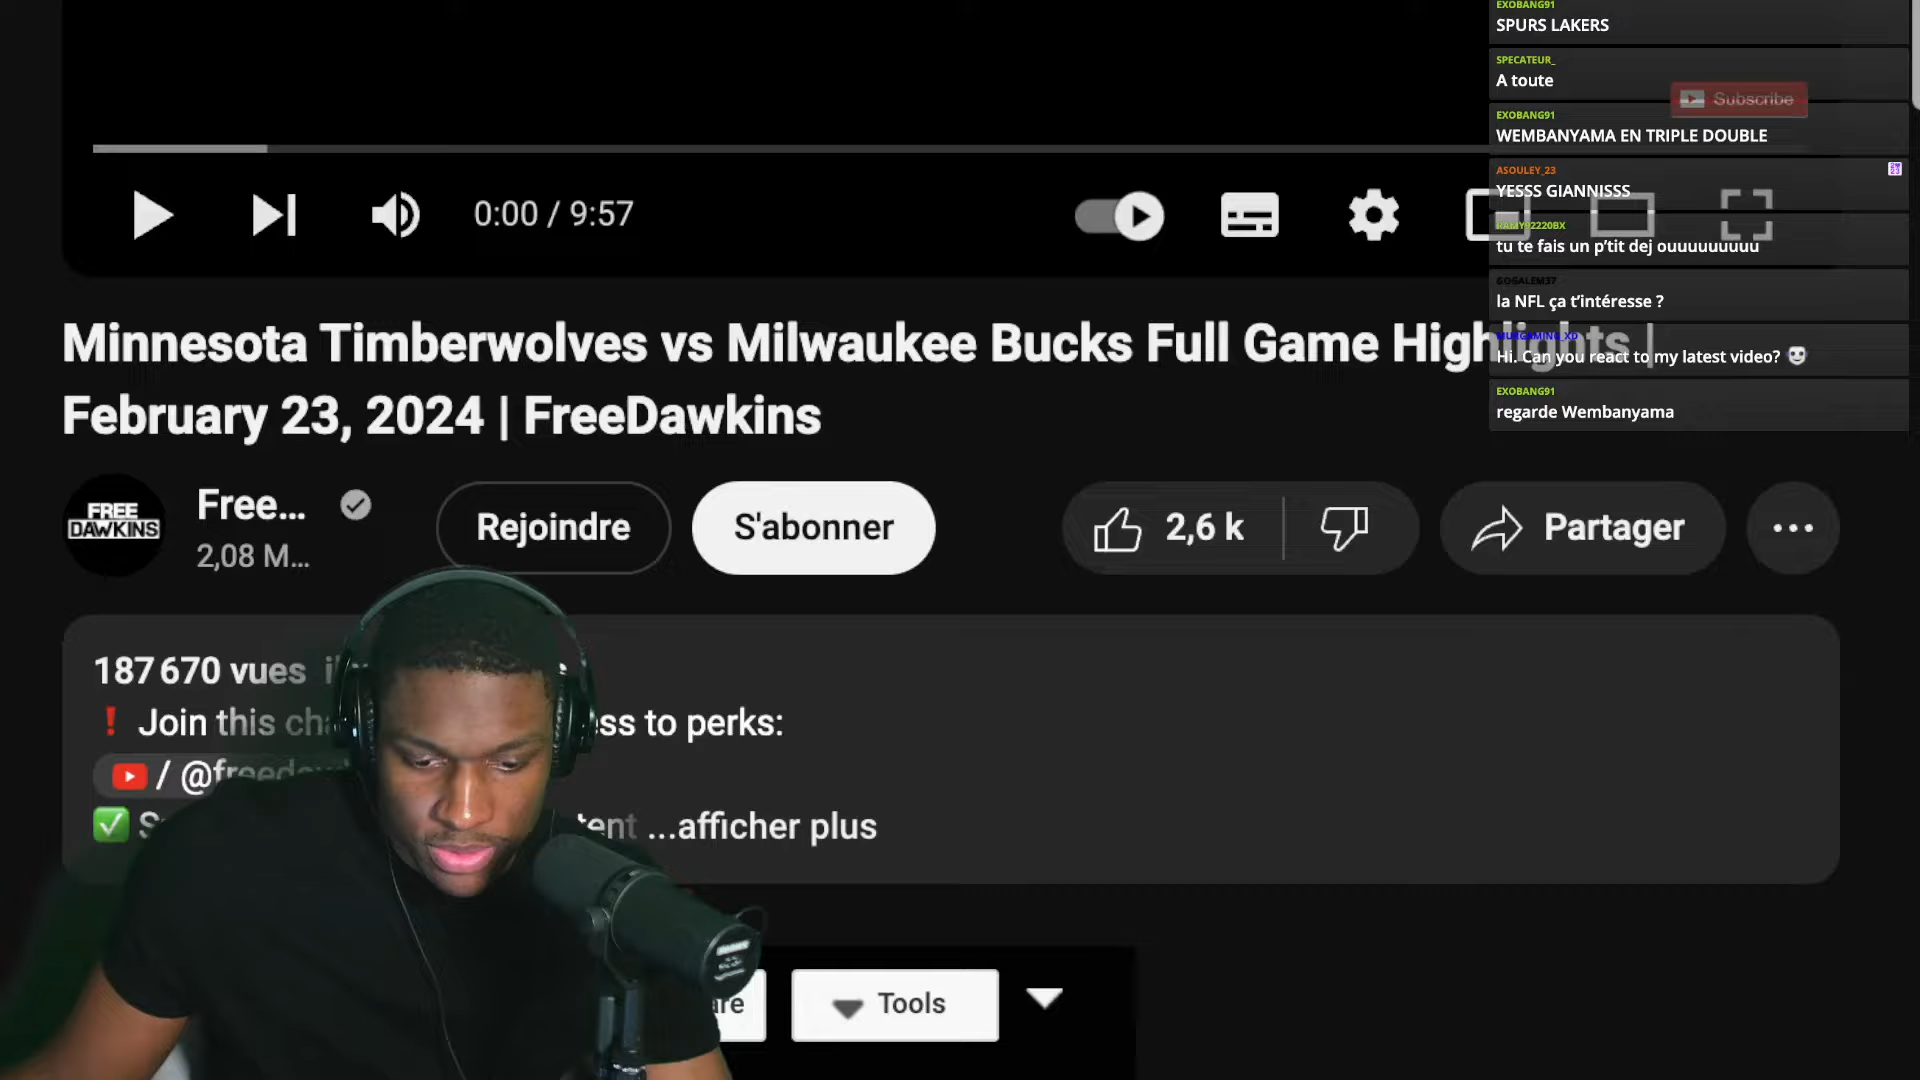 EXOBANG91
SPURS LAKERS
SPECATEUR_
A toute
Subscribe
EXOBANG91
WEMBANYAMA EN TRIPLE DOUBLE
ASOULEY_23
YESSS GIANNISSS
RAMY92220BX
tu te fais un p'tit dej ouuuuuuuuu
GOGALEM37
la NFL ça t'intéresse ?
Hi. Can you react to my latest video?
EXOBANG91
regarde Wembanyama
0:00 / 9:57
Minnesota Timberwolves vs Milwaukee Bucks Full Game Highlights |
February 23, 2024 | FreeDawkins
FREE
DAWKINS
Free...
2,08 M...
Rejoindre
S'abonner
2,6 k
Partager
187 670 vues
Join this
to perks:
/
...afficher plus
Tools